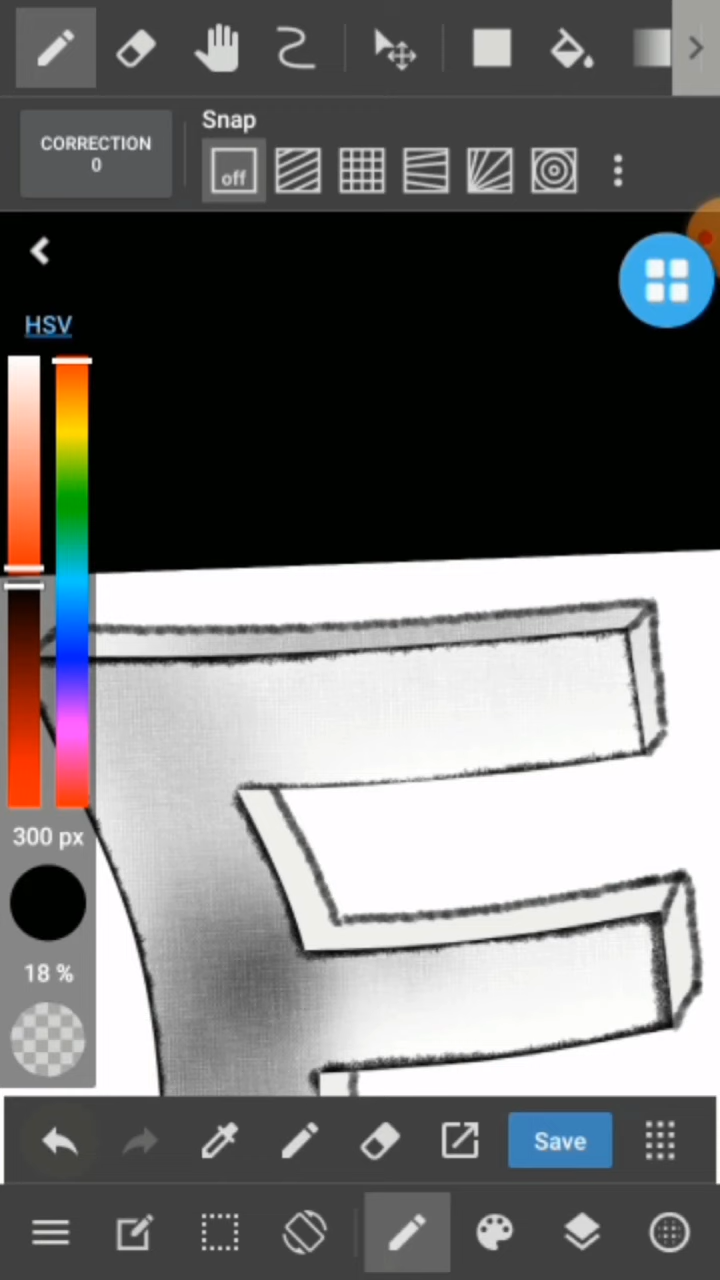 CORRECTION
0
Snap
off
HSV
300 px
18 %
Save